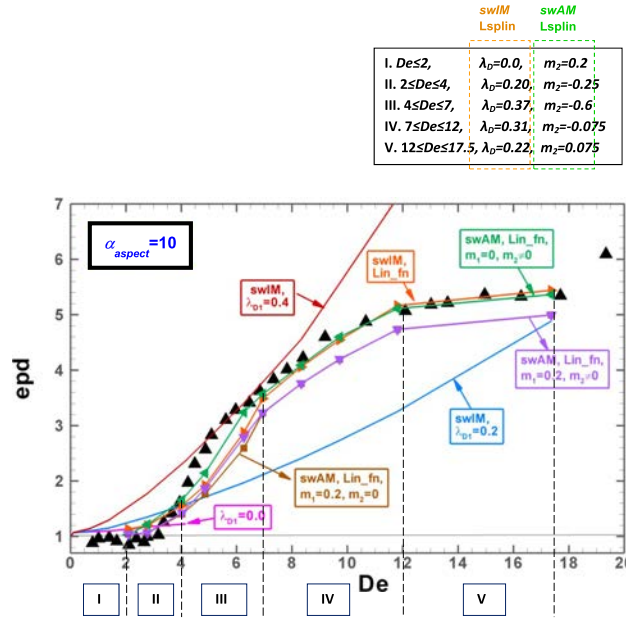 swIM swAM
Lsplin Lsplin
I. De≤2, λD=0.0, m2=0.2
II. 2≤De≤4, λD=0.20, m2=-0.25
III. 4≤De≤7, λD=0.37, m2=-0.6
IV. 7≤De≤12, λD=0.31, m2=-0.075
V. 12≤De≤17.5, λD=0.22, m2=0.075
7
αaspect=10
swAM, Lin_fn,
m1=0, m2≠0
6
swIM,
Lin_fn
swIM,
λD1=0.4
5
epd
4
swAM, Lin_fn,
m1=0.2, m2≠0
3
swIM,
λD1=0.2
swAM, Lin_fn,
m1=0.2, m2=0
2
λD1=0.0
1
0 2 4 6 8 10 12 14 16 18 20
De
I II III IV V